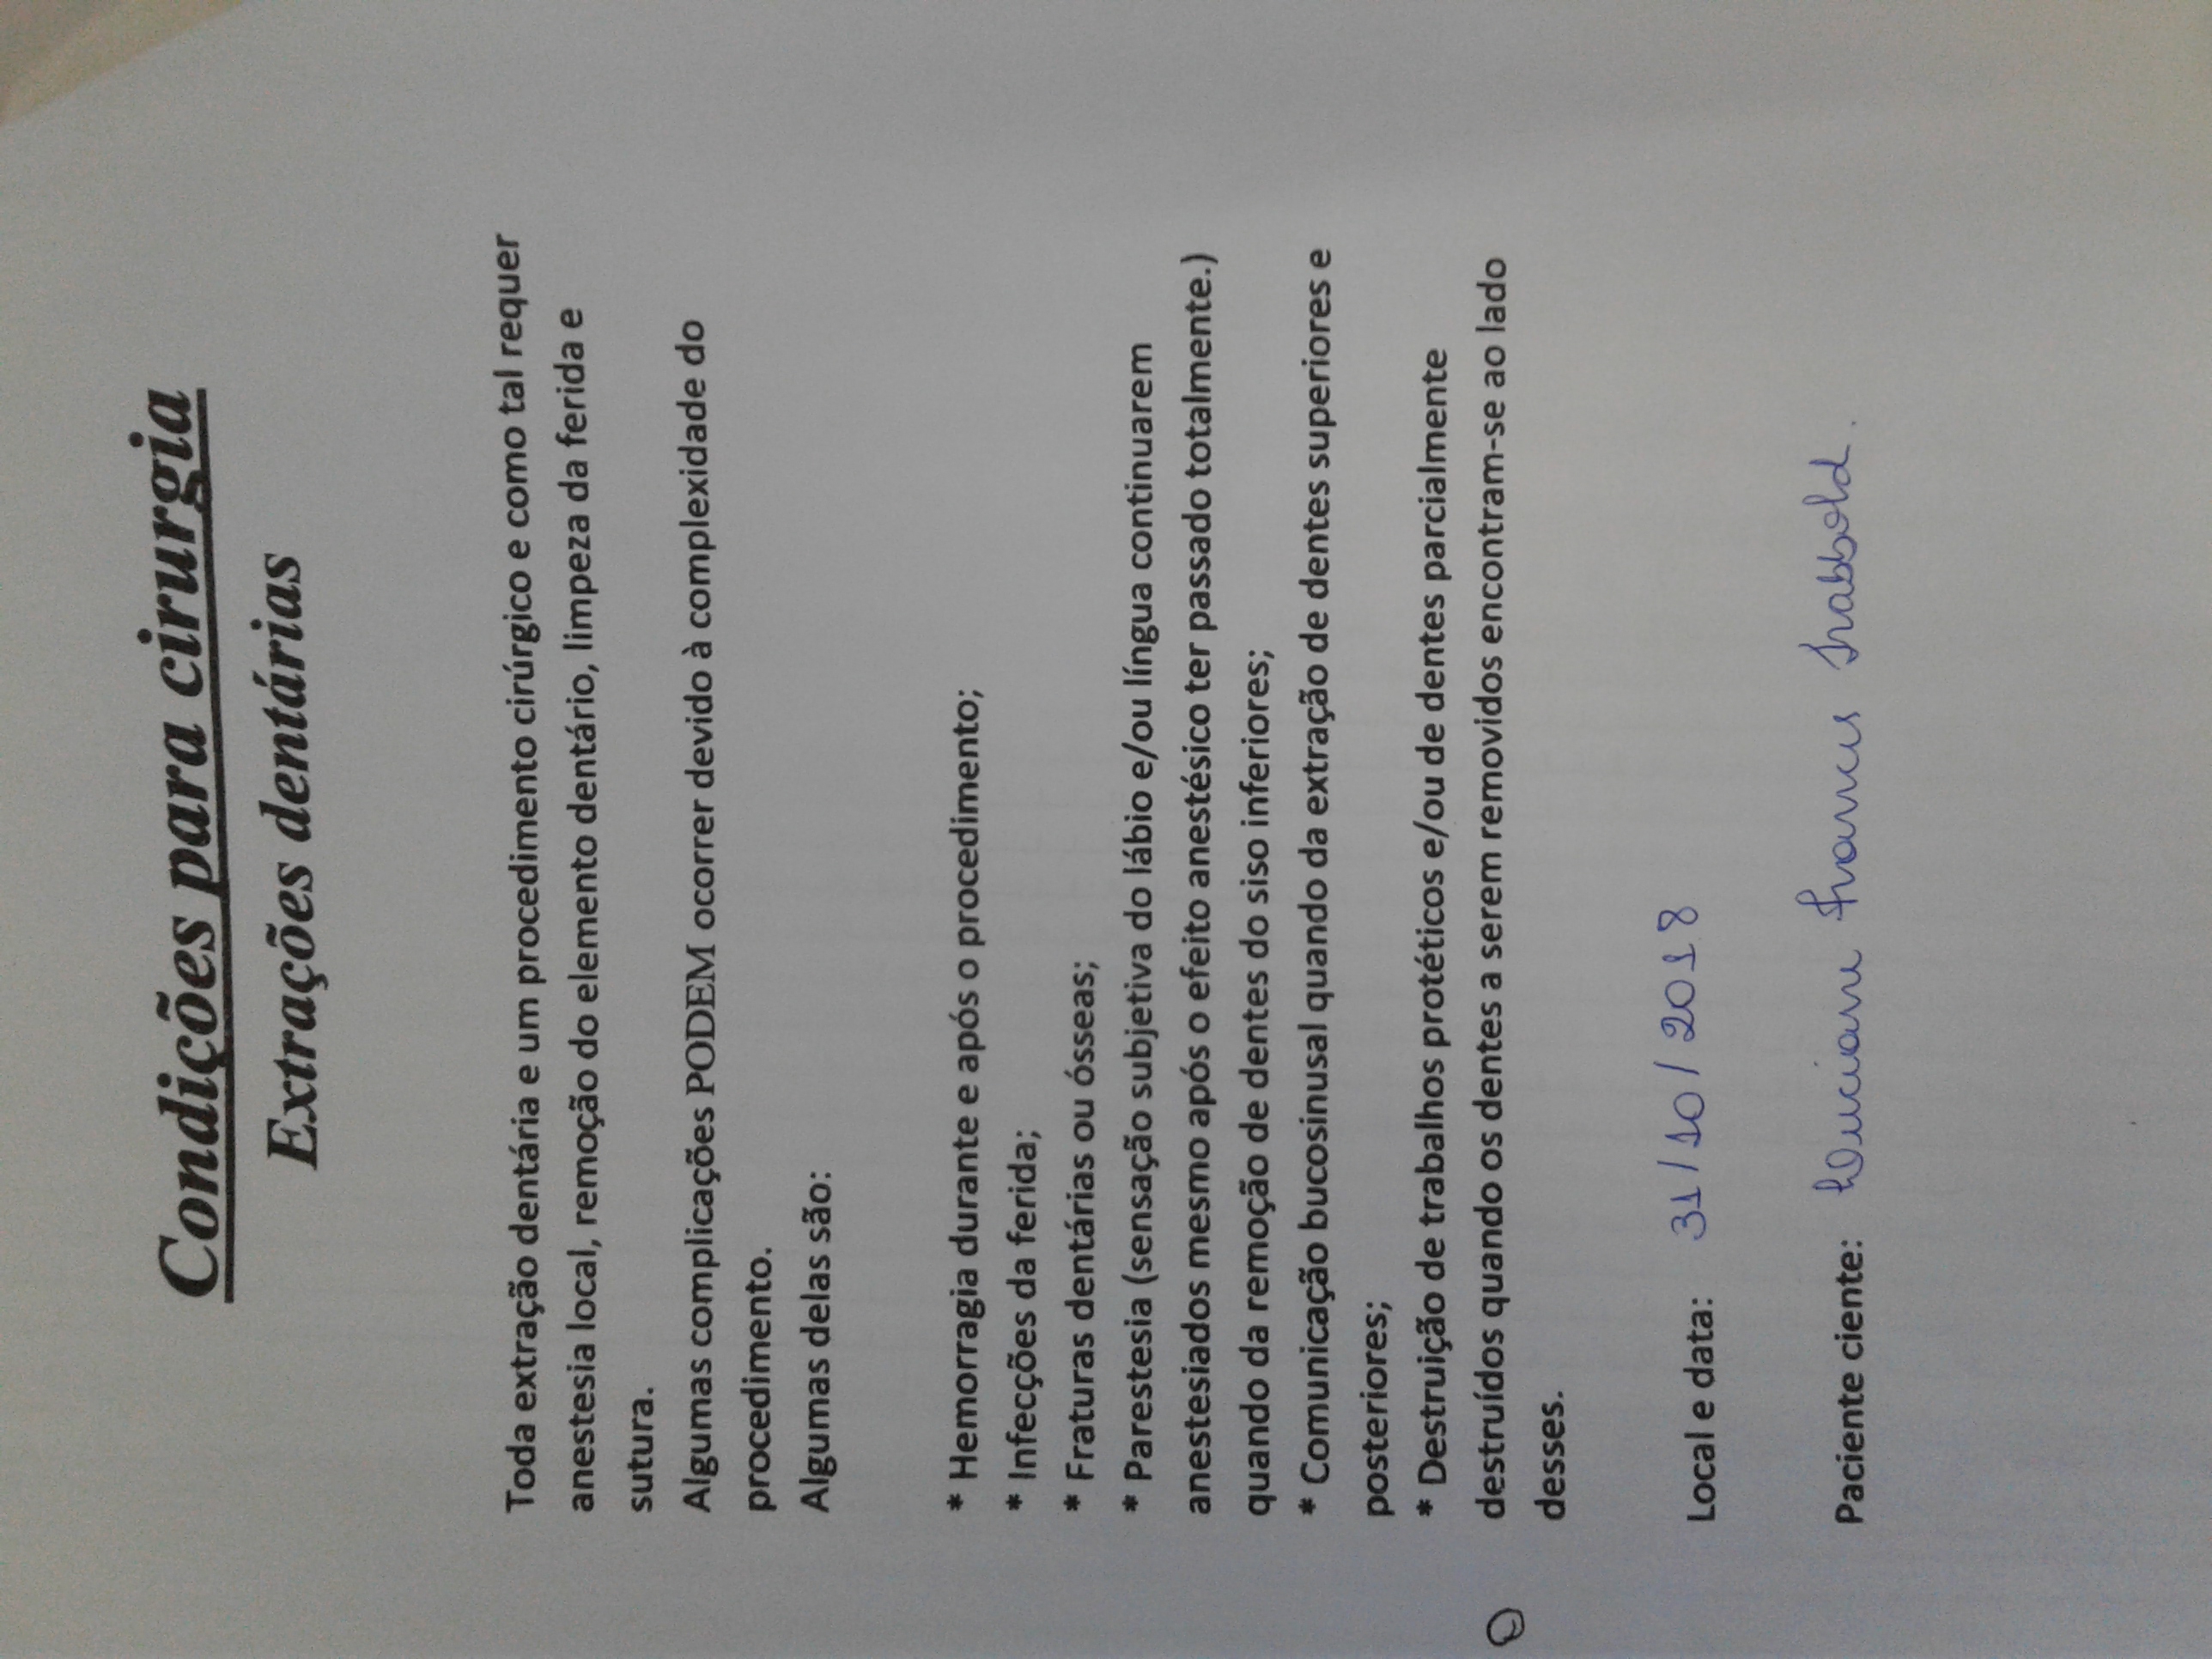 Condições para cirurgia
Extrações dentárias
Toda extração dentária e um procedimento cirúrgico e como tal requer
anestesia local, remoção do elemento dentário, limpeza da ferida e
sutura.
Algumas complicações PODEM ocorrer devido à complexidade do
procedimento.
Algumas delas são:
* Hemorragia durante e após o procedimento;
* Infecções da ferida;
* Fraturas dentárias ou ósseas;
* Parestesia (sensação subjetiva do lábio e/ou língua continuarem
anestesiados mesmo após o efeito anestésico ter passado totalmente.)
quando da remoção de dentes do siso inferiores;
* Comunicação bucosinusal quando da extração de dentes superiores e
posteriores;
* Destruição de trabalhos protéticos e/ou de dentes parcialmente
destruídos quando os dentes a serem removidos encontram-se ao lado
desses.
Local e data: 31/10/2018
Paciente ciente: